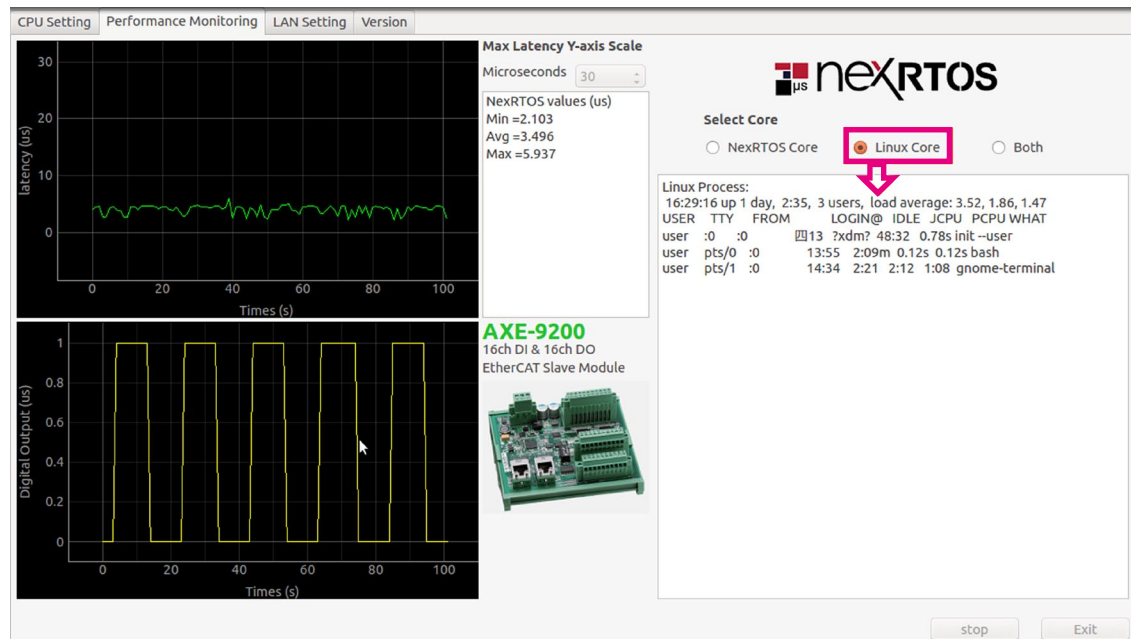 CPU Setting Performance Monitoring LAN Setting Version
30
20
10
0
latency (us)
0 20 40 60 80 100
Times (s)
Max Latency Y-axis Scale
Microseconds 30
NexRTOS values (us)
Min =2.103
Avg =3.496
Max =5.937
1
0.8
0.6
0.4
0.2
0
Digital Output (us)
0 20 40 60 80 100
Times (s)
AXE-9200
16ch DI & 16ch DO
EtherCAT Slave Module
μs neXRTOS
Select Core
NexRTOS Core Linux Core Both
Linux Process:
16:29:16 up 1 day, 2:35, 3 users, load average: 3.52, 1.86, 1.47
USER TTY FROM LOGIN@ IDLE JCPU PCPU WHAT
user :0 :0 四13 ?xdm? 48:32 0.78s init --user
user pts/0 :0 13:55 2:09m 0.12s 0.12s bash
user pts/1 :0 14:34 2:21 2:12 1:08 gnome-terminal
stop Exit